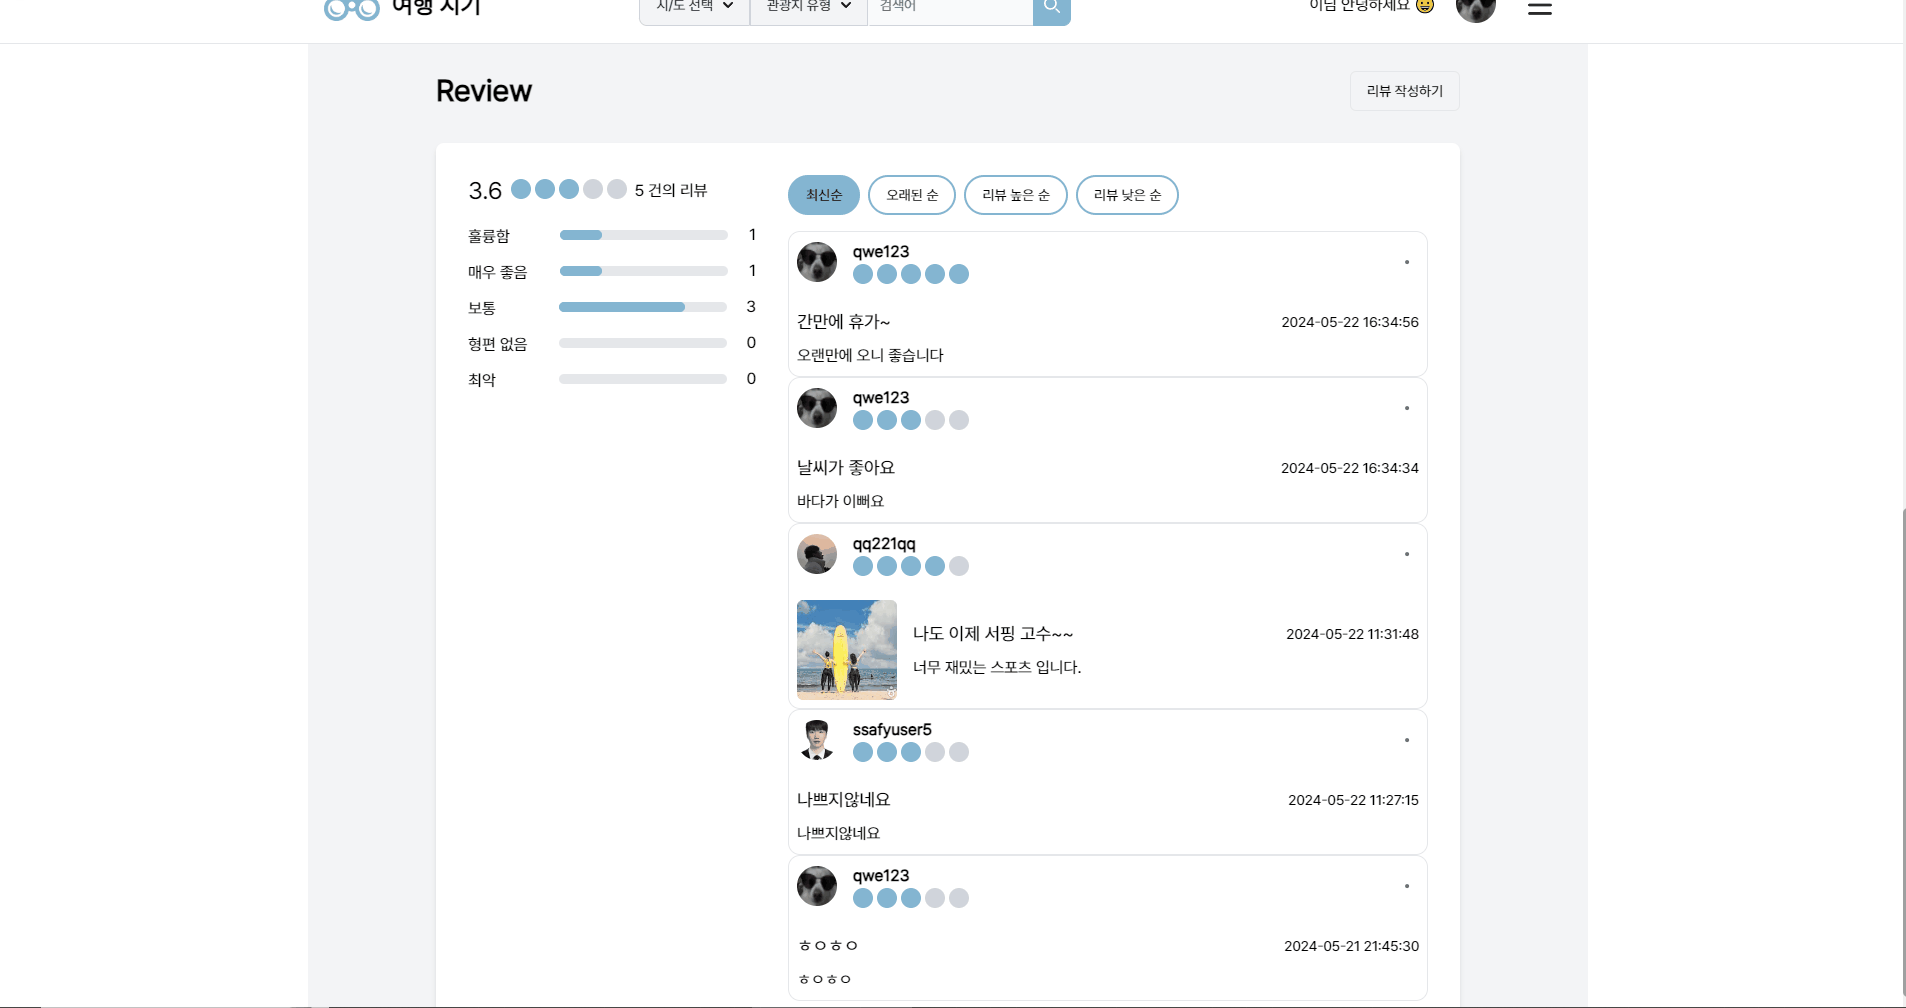 여행 지기
시/도 선택 관광지 유형 검색어
이님 안녕하세요 😀
Review
리뷰 작성하기
3.6 5 건의 리뷰
훌륭함 1
매우 좋음 1
보통 3
형편 없음 0
최악 0
최신순 오래된 순 리뷰 높은 순 리뷰 낮은 순
qwe123
간만에 휴가~ 2024-05-22 16:34:56
오랜만에 오니 좋습니다
qwe123
날씨가 좋아요 2024-05-22 16:34:34
바다가 이뻐요
qq221qq
나도 이제 서핑 고수~~ 2024-05-22 11:31:48
너무 재밌는 스포츠 입니다.
ssafyuser5
나쁘지않네요 2024-05-22 11:27:15
나쁘지않네요
qwe123
ㅎㅇㅎㅇ 2024-05-21 21:45:30
ㅎㅇㅎㅇ